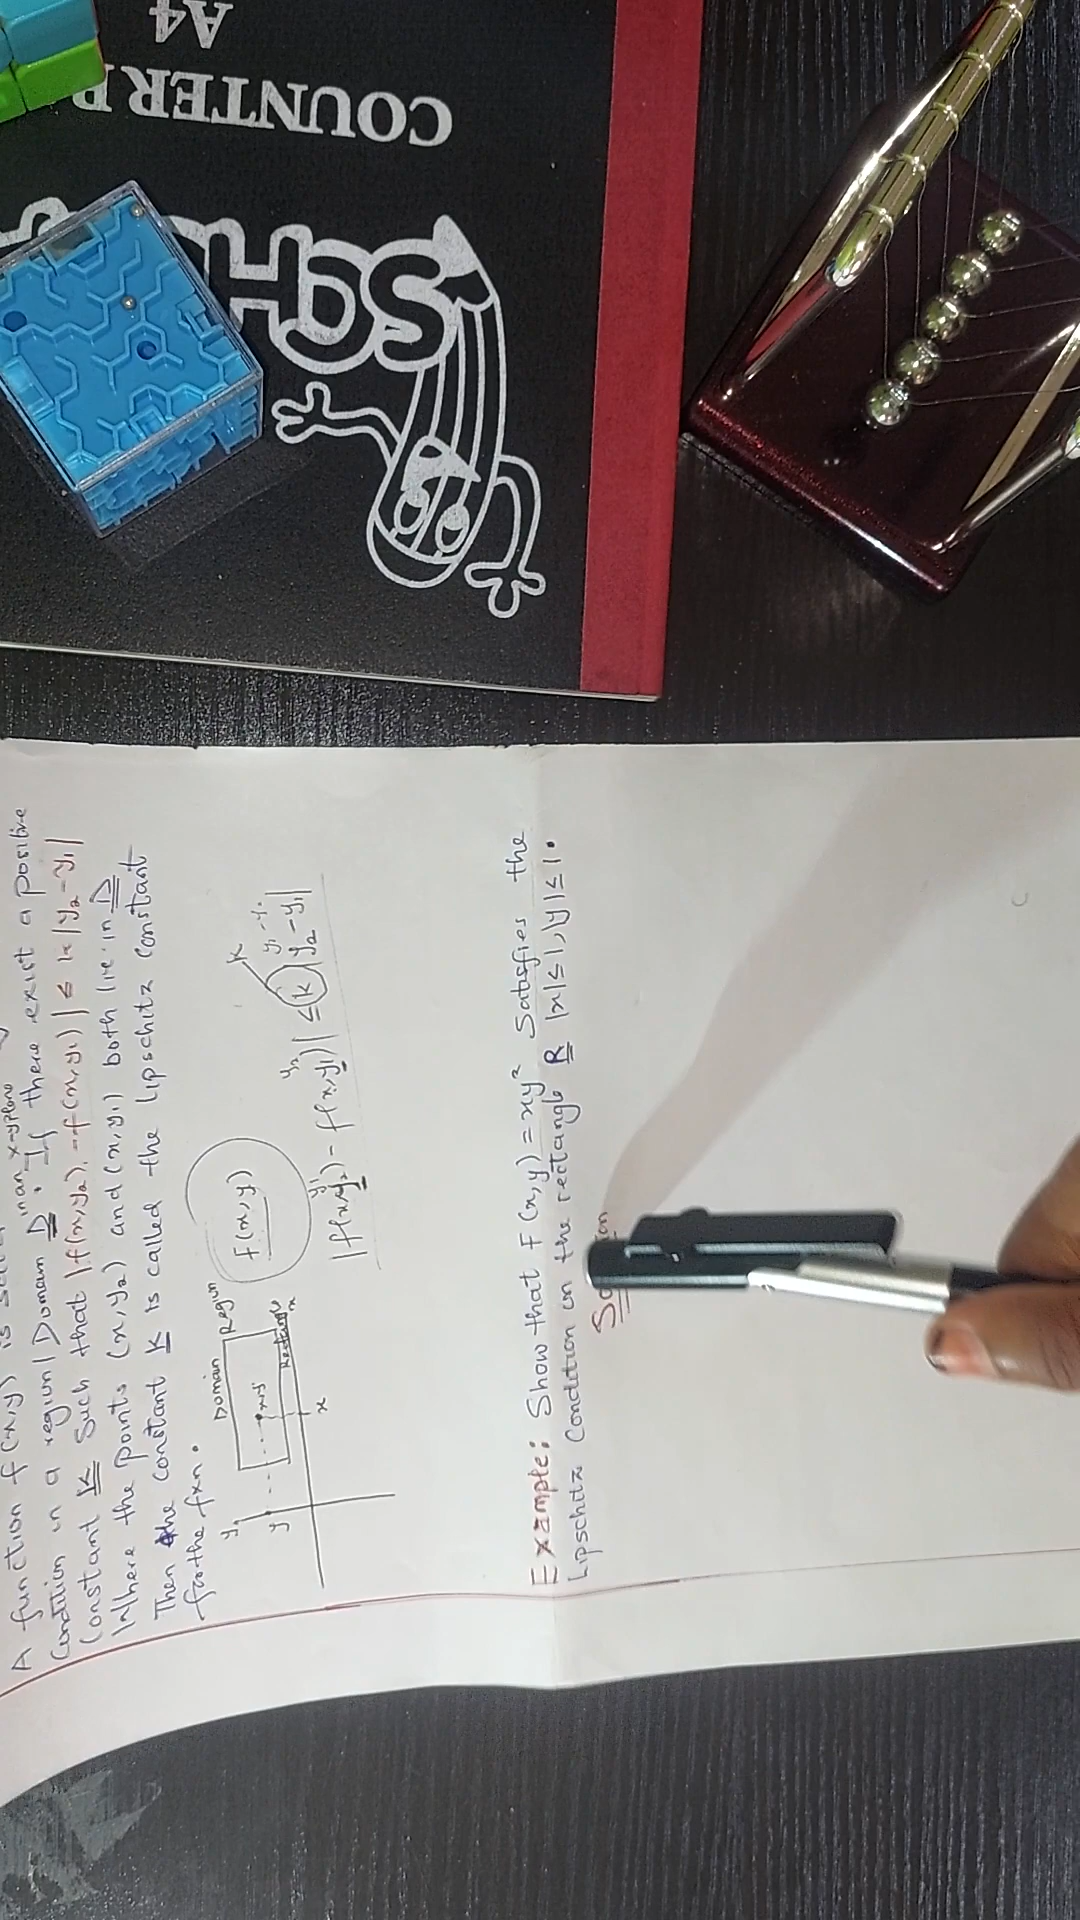 A4
COUNTER
SCH
A function f(x,y) is
in an x-y plane
Condition in a region/Domain D. If there exist a positive
Constant K Such that |f(x,y₂) - f(x,y₁)| ≤ k|y₂-y₁|
Where the points (x,y₂) and (x,y₁) both lie in D
Then the constant K is called the Lipschitz constant
for the fxn.
Domain
Region
Rectangle
y
x
x
F(x,y)
|f(x,y₂) - f(x,y₁)| ≤ K|y₂-y₁|
K
Example: Show that F(x,y) = xy² Satisfies the
Lipschitz Condition in the rectangle R |x|≤1, |y|≤1.